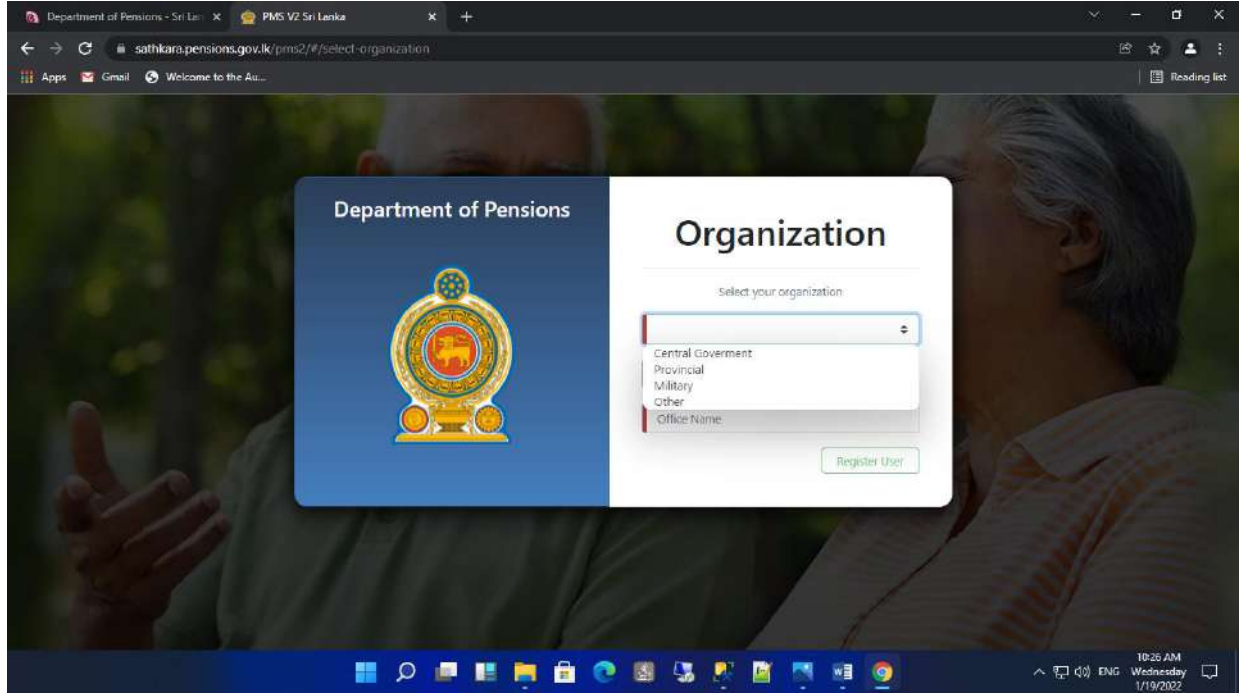 Department of Pensions - Sri Lan
PMS V2 Sri Lanka
sathkara.pensions.gov.lk/pms2/#/select-organization
Apps
Gmail
Welcome to the Au...
Reading list
Department of Pensions
Organization
Select your organization
Central Goverment
Provincial
Military
Other
Office Name
Register User
ENG
10:26 AM
Wednesday
1/19/2022